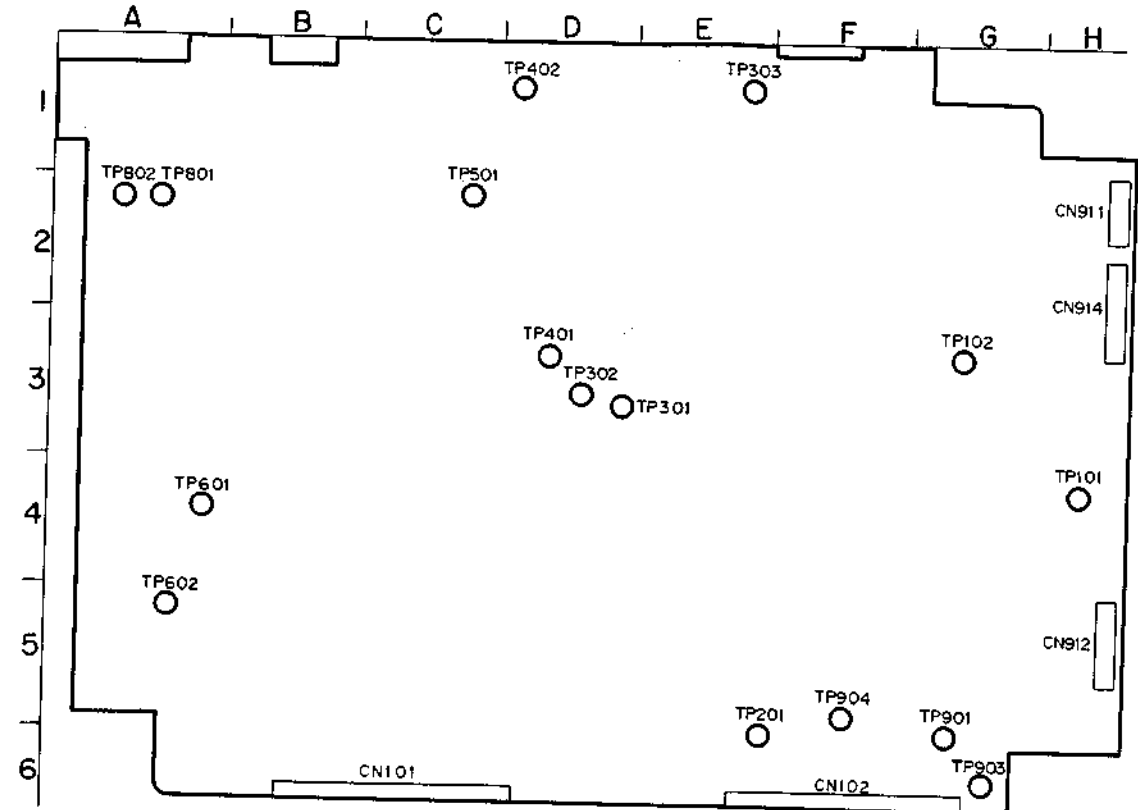 A B C D E F G H
1
TP402 TP303
TP802 TP801 TP501
CN911
2
CN914
TP401 TP102
TP302
3
TP301
TP601 TP101
4
TP602
5
CN912
TP201 TP904 TP901
6
CN101 CN102 TP903